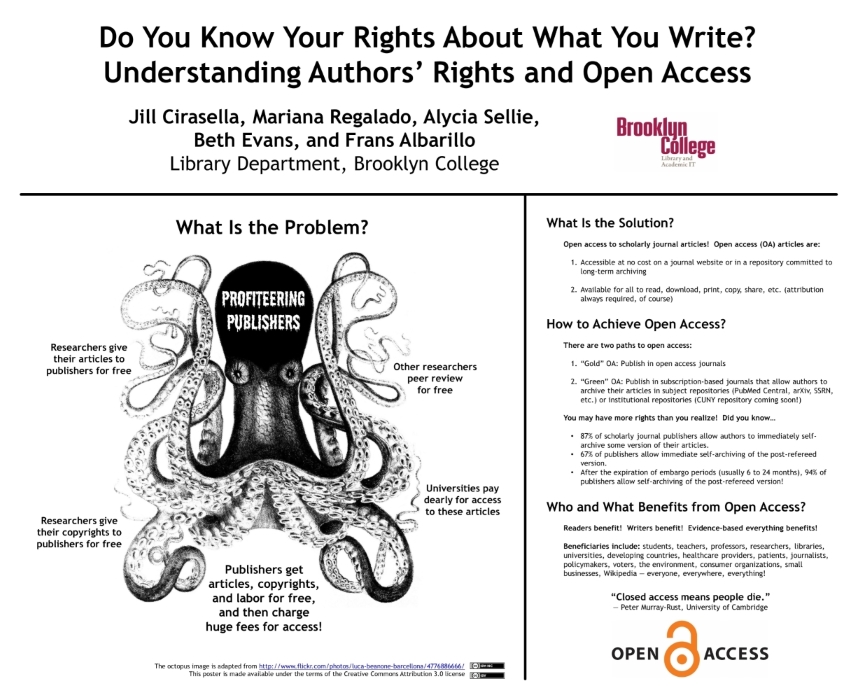 Do You Know Your Rights About What You Write?
Understanding Authors' Rights and Open Access
Jill Cirasella, Mariana Regalado, Alycia Sellie,
Beth Evans, and Frans Albarillo
Library Department, Brooklyn College
Brooklyn
College
Library and
Academic IT
What Is the Problem?
PROFITEERING
PUBLISHERS
Researchers give
their articles to
publishers for free
Other researchers
peer review
for free
Universities pay
dearly for access
to these articles
Researchers give
their copyrights to
publishers for free
Publishers get
articles, copyrights,
and labor for free,
and then charge
huge fees for access!
The octopus image is adapted from http://www.flickr.com/photos/luca-beanone-barcellona/4776886666/
This poster is made available under the terms of the Creative Commons Attribution 3.0 license
What Is the Solution?
Open access to scholarly journal articles! Open access (OA) articles are:
1. Accessible at no cost on a journal website or in a repository committed to
long-term archiving
2. Available for all to read, download, print, copy, share, etc. (attribution
always required, of course)
How to Achieve Open Access?
There are two paths to open access:
1. "Gold" OA: Publish in open access journals
2. "Green" OA: Publish in subscription-based journals that allow authors to
archive their articles in subject repositories (PubMed Central, arXiv, SSRN,
etc.) or institutional repositories (CUNY repository coming soon!)
You may have more rights than you realize! Did you know…
• 87% of scholarly journal publishers allow authors to immediately self-
archive some version of their articles.
• 67% of publishers allow immediate self-archiving of the post-refereed
version.
• After the expiration of embargo periods (usually 6 to 24 months), 94% of
publishers allow self-archiving of the post-refereed version!
Who and What Benefits from Open Access?
Readers benefit! Writers benefit! Evidence-based everything benefits!
Beneficiaries include: students, teachers, professors, researchers, libraries,
universities, developing countries, healthcare providers, patients, journalists,
policymakers, voters, the environment, consumer organizations, small
businesses, Wikipedia — everyone, everywhere, everything!
"Closed access means people die."
— Peter Murray-Rust, University of Cambridge
OPEN ACCESS